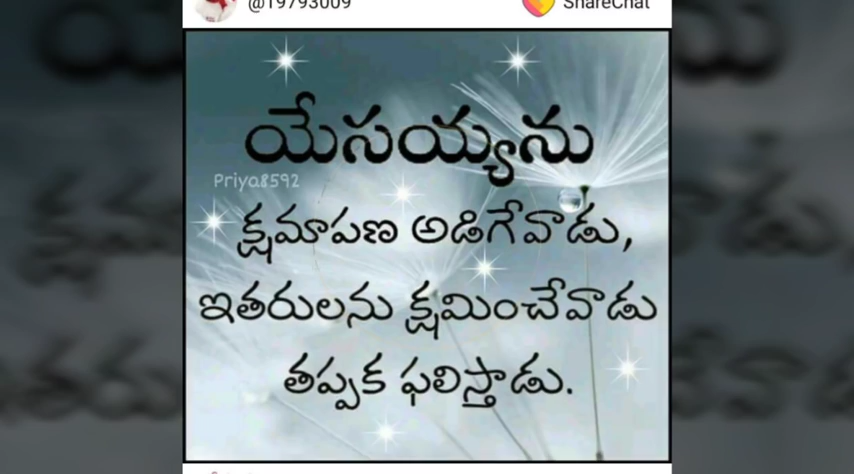 @19793009
ShareChat
యేసయ్యను
Priya8592
క్షమాపణ అడిగేవాడు,
ఇతరులను క్షమించేవాడు
తప్పక ఫలిస్తాడు.